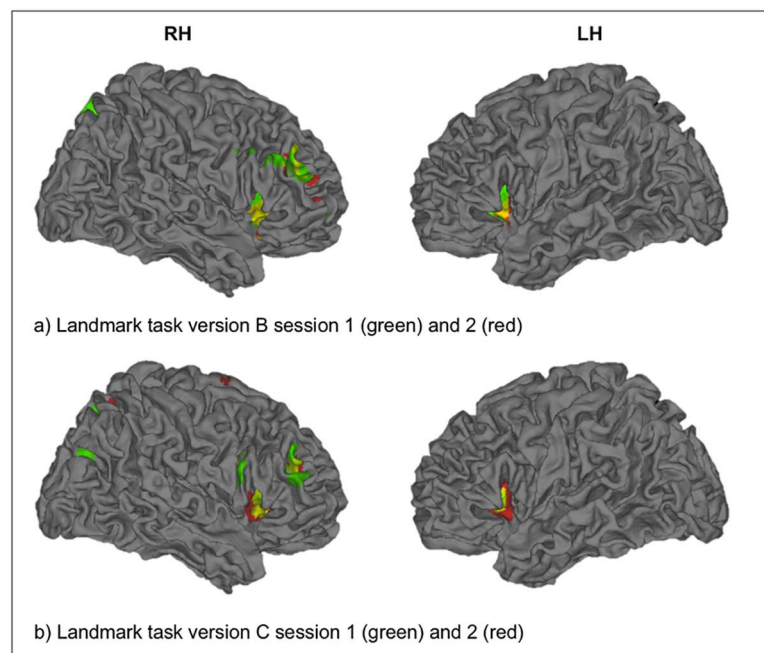 RH LH
a) Landmark task version B session 1 (green) and 2 (red)
b) Landmark task version C session 1 (green) and 2 (red)